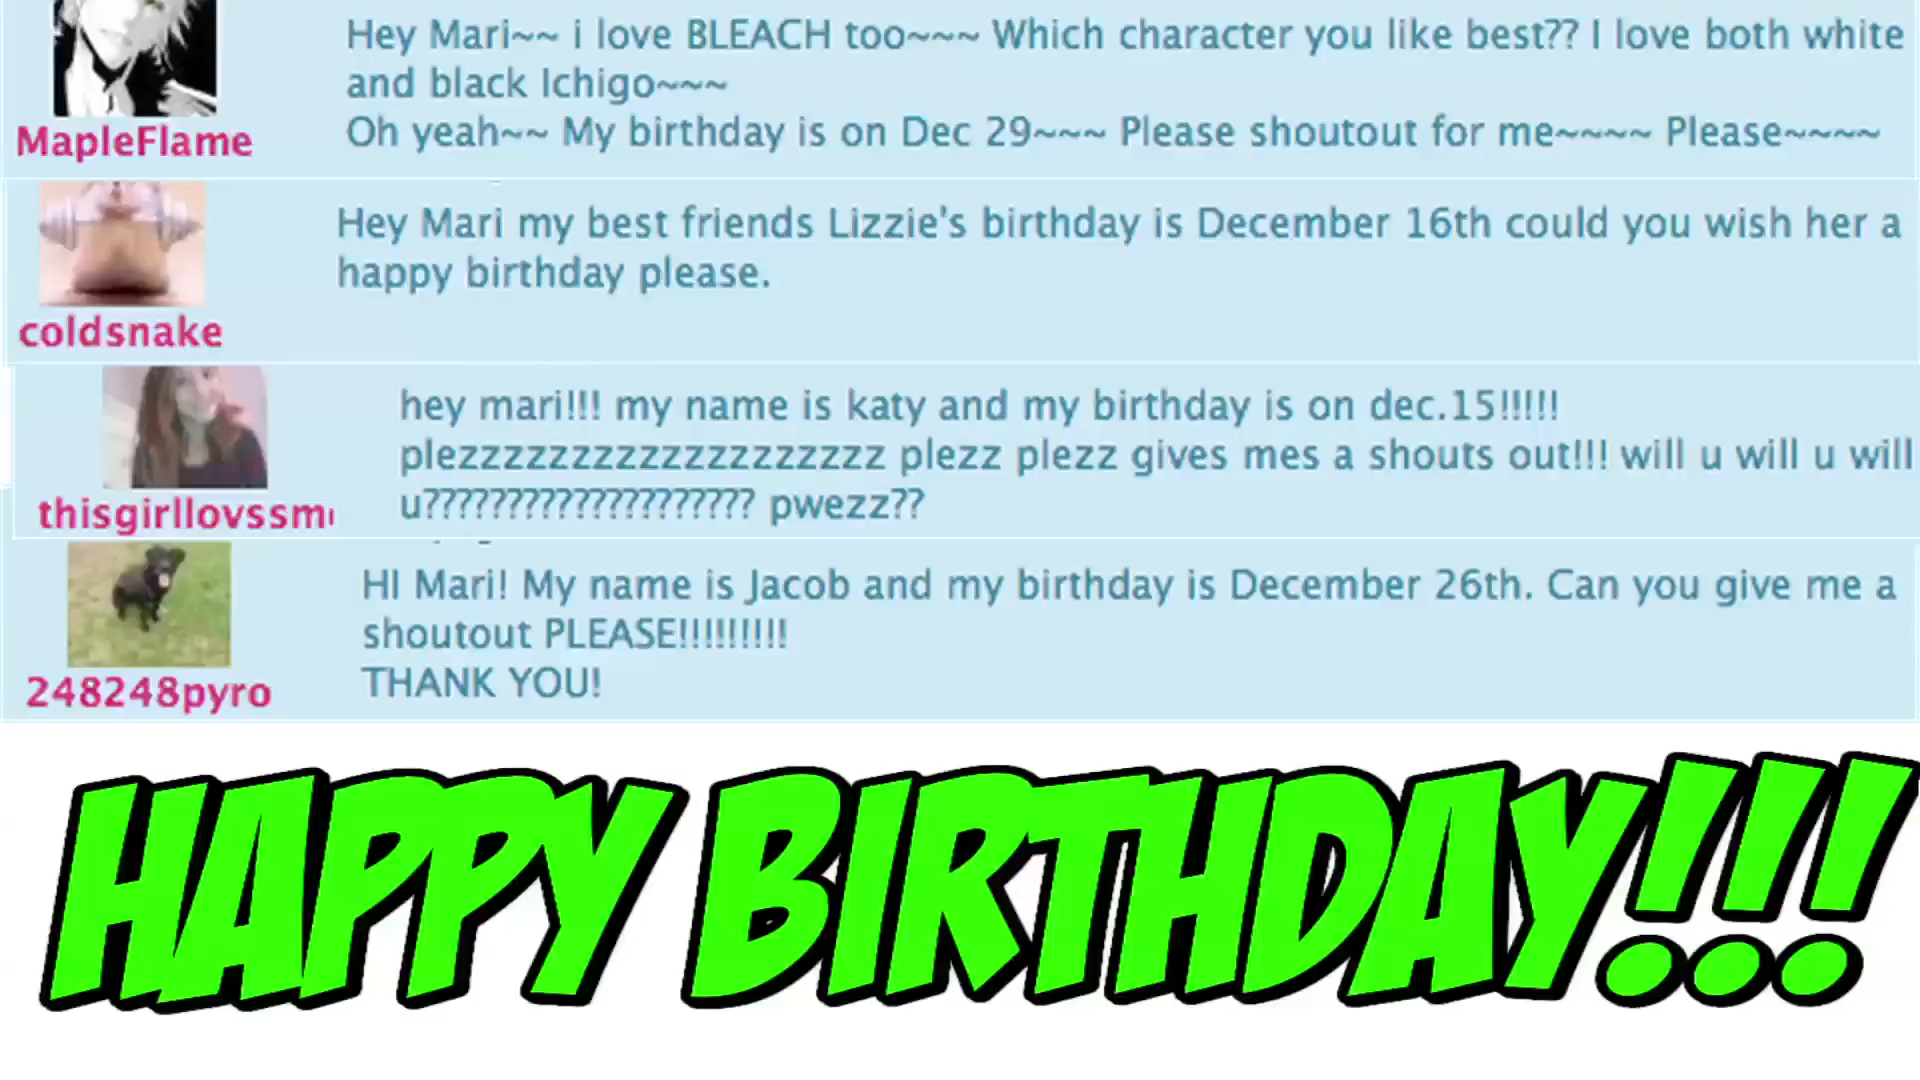 Hey Mari~~ i love BLEACH too~~~ Which character you like best?? I love both white
and black Ichigo~~~
Oh yeah~~ My birthday is on Dec 29~~~ Please shoutout for me~~~~ Please~~~~
MapleFlame
Hey Mari my best friends Lizzie's birthday is December 16th could you wish her a
happy birthday please.
coldsnake
hey mari!!! my name is katy and my birthday is on dec.15!!!!!
plezzzzzzzzzzzzzzzzzzzz plezz plezz gives mes a shouts out!!! will u will u will
u???????????????????? pwezz??
thisgirllovssm
HI Mari! My name is Jacob and my birthday is December 26th. Can you give me a
shoutout PLEASE!!!!!!!!!
THANK YOU!
248248pyro
HAPPY BIRTHDAY!!!